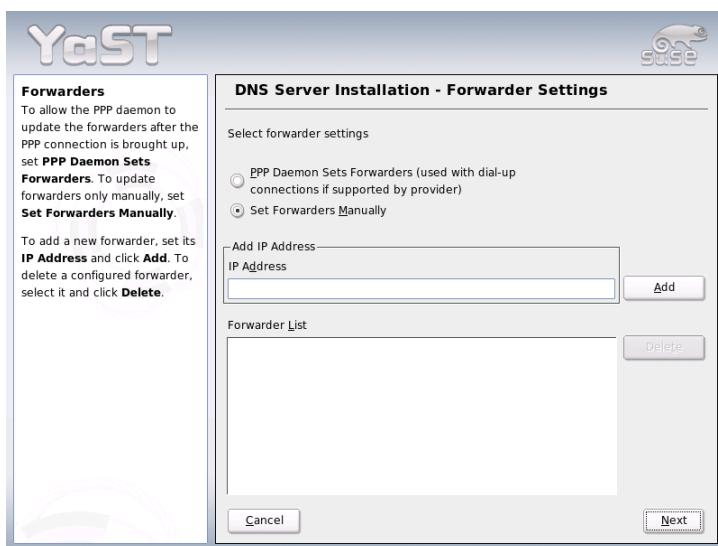 YaST
suse
Forwarders
To allow the PPP daemon to
update the forwarders after the
PPP connection is brought up,
set PPP Daemon Sets
Forwarders. To update
forwarders only manually, set
Set Forwarders Manually.
To add a new forwarder, set its
IP Address and click Add. To
delete a configured forwarder,
select it and click Delete.
DNS Server Installation - Forwarder Settings
Select forwarder settings
PPP Daemon Sets Forwarders (used with dial-up
connections if supported by provider)
Set Forwarders Manually
Add IP Address
IP Address
Add
Forwarder List
Delete
Cancel
Next